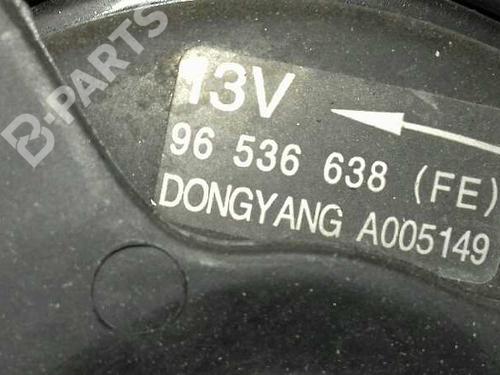 B-PARTS
13V
96 536 638 (FE)
DONGYANG A005149